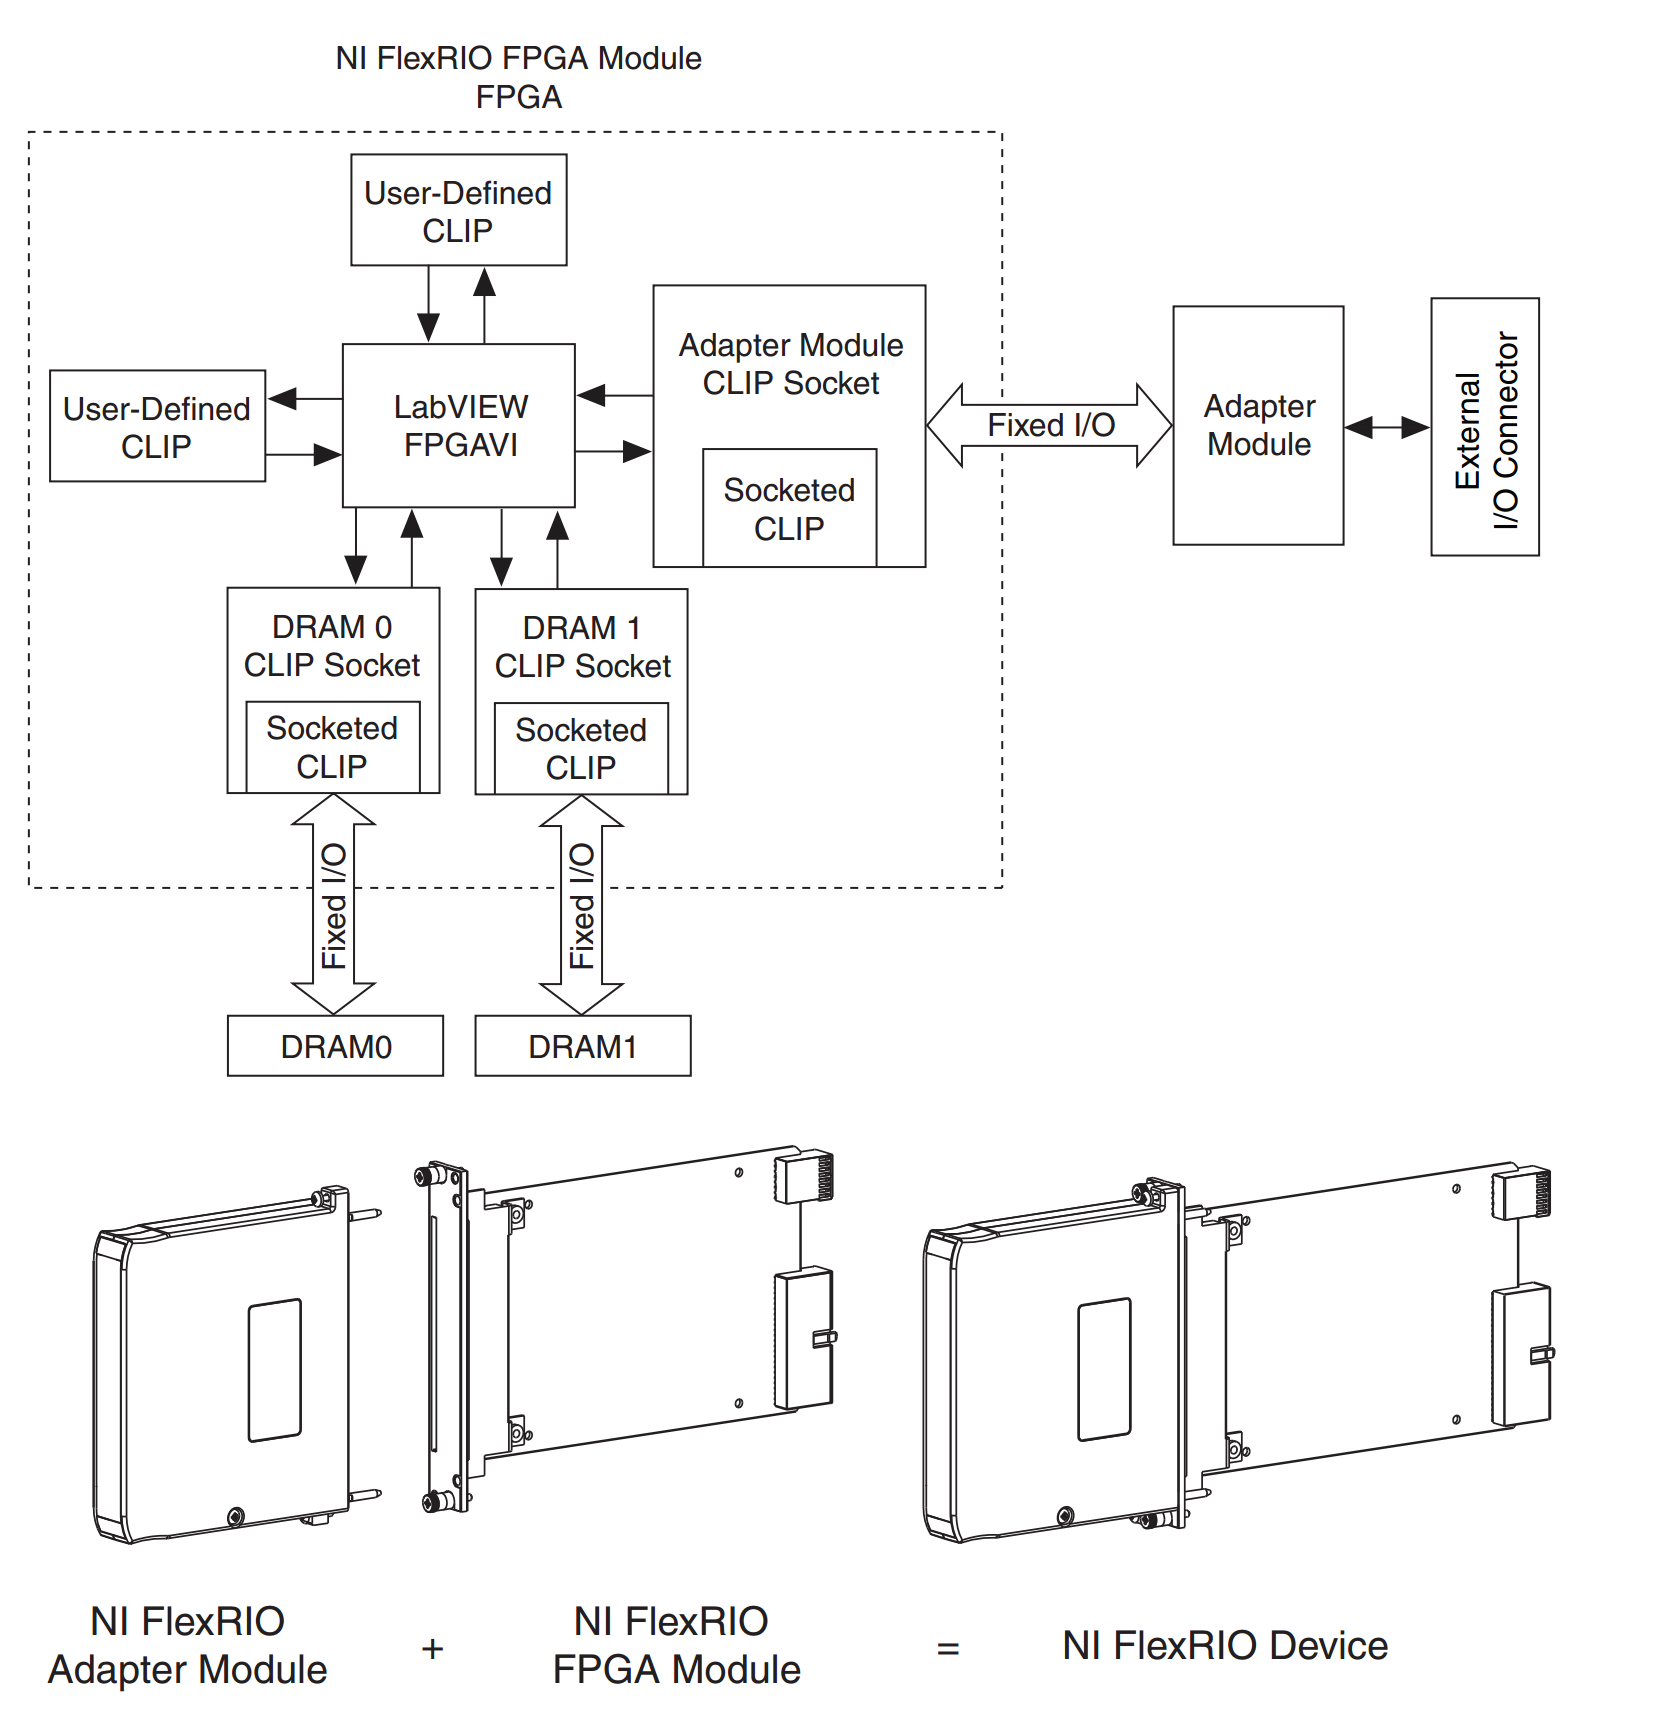 NI FlexRIO FPGA Module
FPGA
User-Defined
CLIP
User-Defined
CLIP
LabVIEW
FPGAVI
Adapter Module
CLIP Socket
Socketed
CLIP
Fixed I/O
Adapter
Module
External
I/O Connector
DRAM 0
CLIP Socket
Socketed
CLIP
DRAM 1
CLIP Socket
Socketed
CLIP
Fixed I/O
Fixed I/O
DRAM0
DRAM1
NI FlexRIO
Adapter Module
+
NI FlexRIO
FPGA Module
=
NI FlexRIO Device